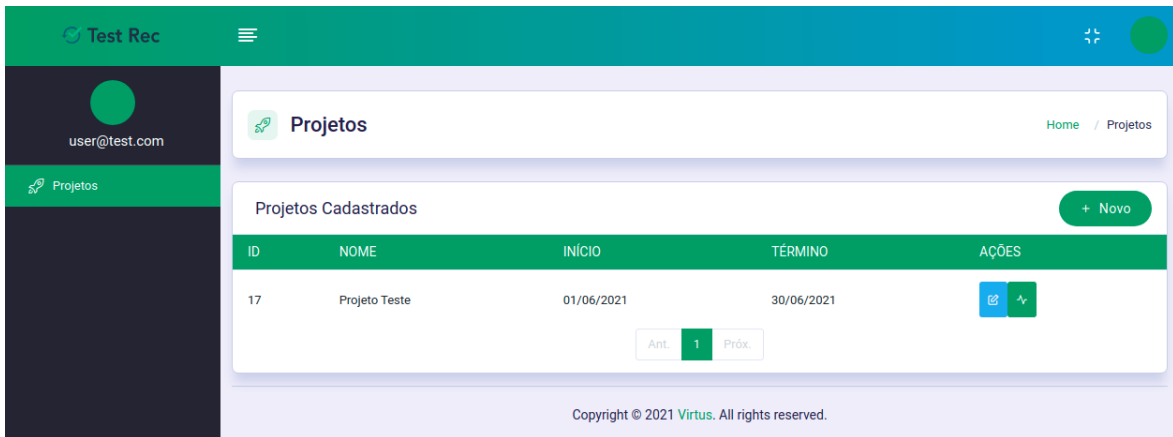 Test Rec
user@test.com
Projetos
Projetos
Home / Projetos
Projetos Cadastrados
+ Novo
ID NOME INÍCIO TÉRMINO AÇÕES
17 Projeto Teste 01/06/2021 30/06/2021
Ant. 1 Próx.
Copyright © 2021 Virtus. All rights reserved.